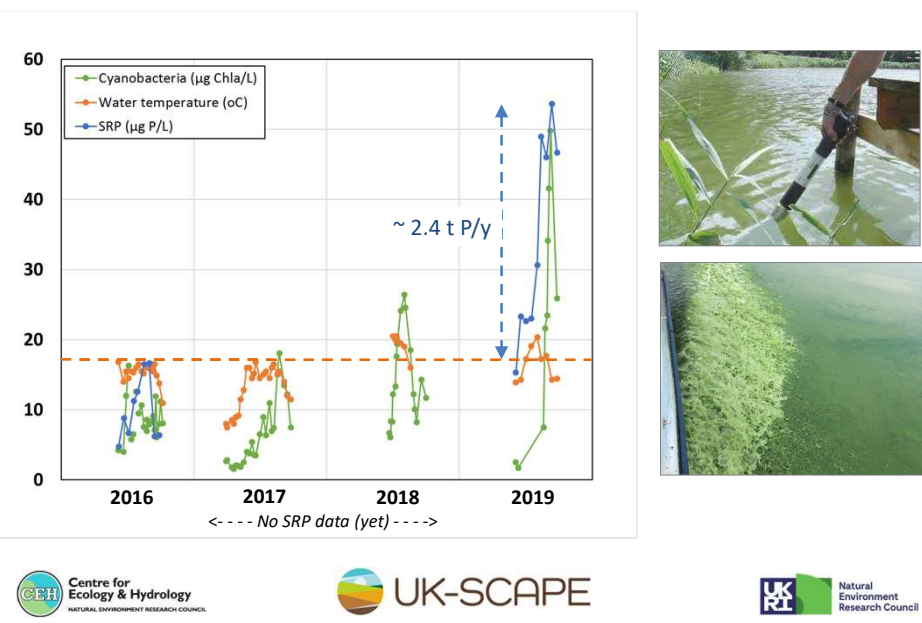 60
50
40
30
20
10
0
Cyanobacteria (µg Chla/L)
Water temperature (oC)
SRP (µg P/L)
~ 2.4 t P/y
2016 2017 2018 2019
<- - - - No SRP data (yet) - - - ->
CEH
Centre for
Ecology & Hydrology
NATURAL ENVIRONMENT RESEARCH COUNCIL
UK-SCAPE
UK
RI
Natural
Environment
Research Council